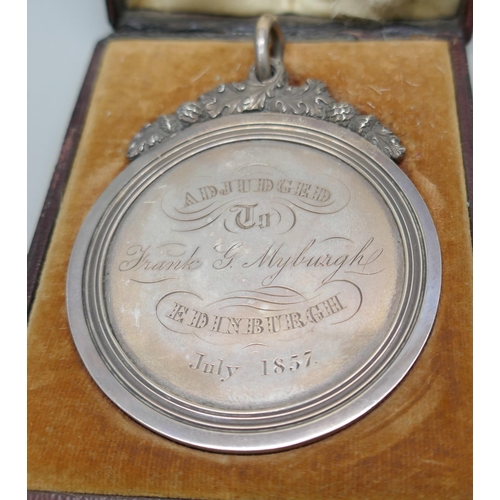 ADJUDGED
To
Frank G. Myburgh
EDINBURGH
July 1857.